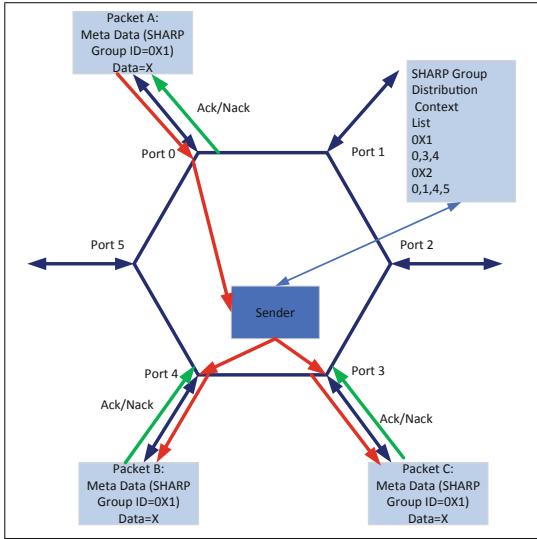 Packet A:
Meta Data (SHARP
Group ID=0X1)
Data=X
Ack/Nack
SHARP Group
Distribution
Context
List
0X1
0,3,4
0X2
0,1,4,5
Port 0
Port 1
Port 5
Port 2
Sender
Port 4
Port 3
Ack/Nack
Ack/Nack
Packet B:
Meta Data (SHARP
Group ID=0X1)
Data=X
Packet C:
Meta Data (SHARP
Group ID=0X1)
Data=X